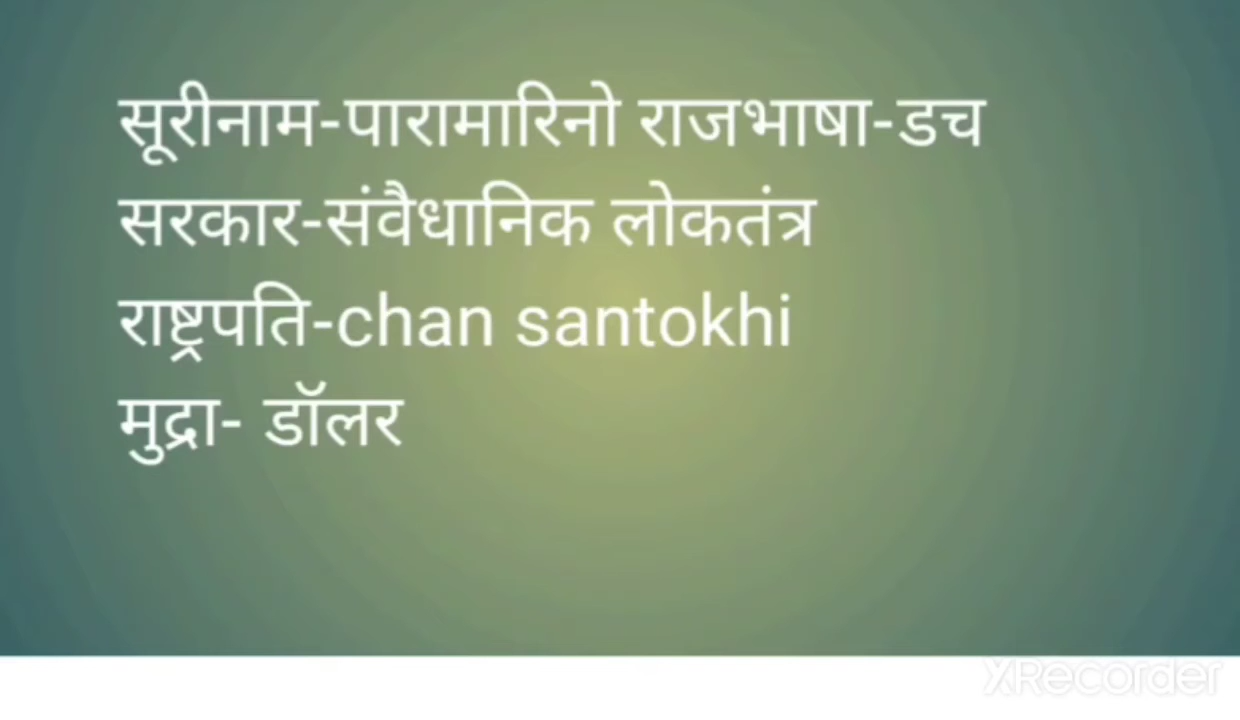 सूरीनाम-पारामारिनो राजभाषा-डच
सरकार-संवैधानिक लोकतंत्र
राष्ट्रपति-chan santokhi
मुद्रा- डॉलर
XRecorder